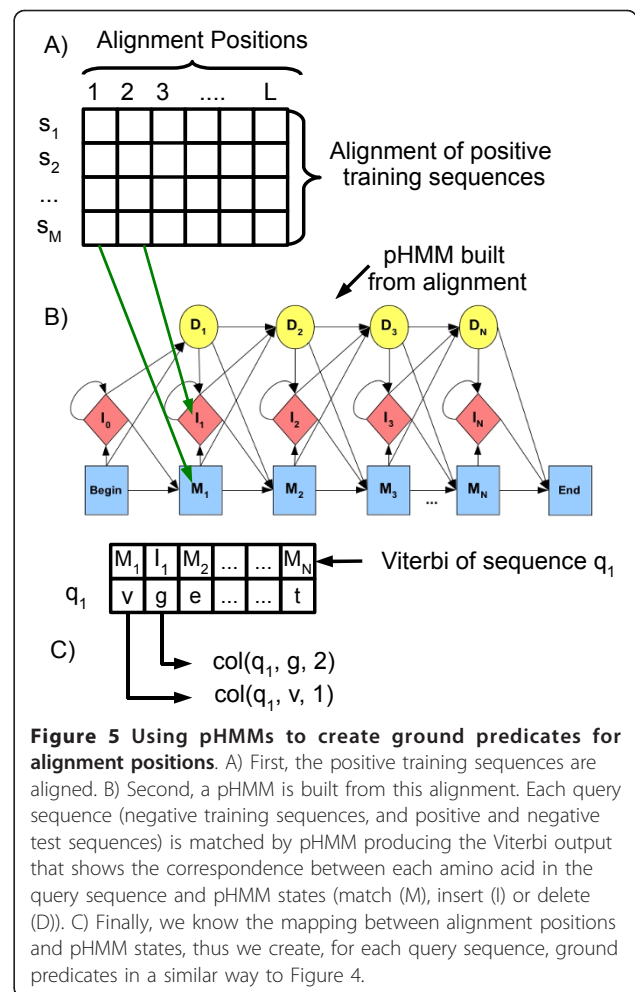 A) Alignment Positions
1 2 3 .... L
s1
s2
...
sM
Alignment of positive
training sequences
pHMM built
from alignment
B)
D1 D2 D3 DN
I0 I1 I2 I3 IN
Begin M1 M2 M3 ... MN End
M1 I1 M2 ... ... MN
Viterbi of sequence q1
q1 v g e ... ... t
C)
col(q1, g, 2)
col(q1, v, 1)
Figure 5 Using pHMMs to create ground predicates for
alignment positions. A) First, the positive training sequences are
aligned. B) Second, a pHMM is built from this alignment. Each query
sequence (negative training sequences, and positive and negative
test sequences) is matched by pHMM producing the Viterbi output
that shows the correspondence between each amino acid in the
query sequence and pHMM states (match (M), insert (I) or delete
(D)). C) Finally, we know the mapping between alignment positions
and pHMM states, thus we create, for each query sequence, ground
predicates in a similar way to Figure 4.